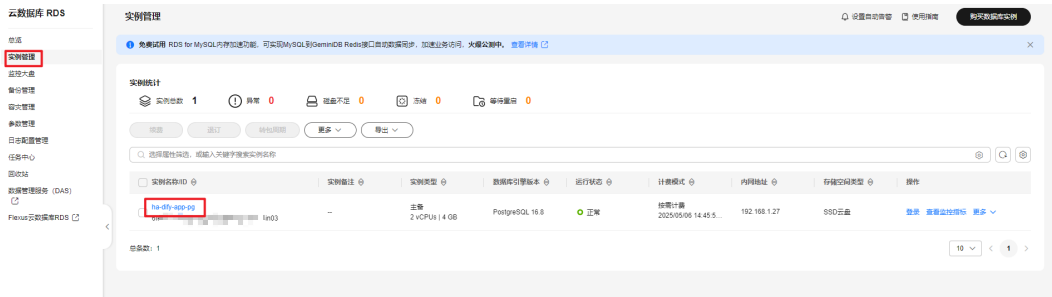 云数据库 RDS
总览
实例管理
监控大盘
备份管理
容灾管理
参数管理
日志配置管理
任务中心
回收站
数据管理服务（DAS）
Flexus云数据库RDS
实例管理
设置自动告警 使用指南 购买数据库实例
免费试用 RDS for MySQL内存加速功能，可实现MySQL到GeminiDB Redis接口自动数据同步，加速业务访问，火爆公测中。 查看详情
实例统计
实例总数 1 异常 0 磁盘不足 0 冻结 0 等待重启 0
续费 退订 转包周期 更多 导出
选择属性筛选，或输入关键字搜索实例名称
实例名称/ID 实例备注 实例类型 数据库引擎版本 运行状态 计费模式 内网地址 存储空间类型 操作
ha-dify-app-pg
lin03
--
主备
2 vCPUs | 4 GB
PostgreSQL 16.8
正常
按需计费
2025/05/06 14:45:5...
192.168.1.27
SSD云盘
登录 查看监控指标 更多
总条数：1
10 1